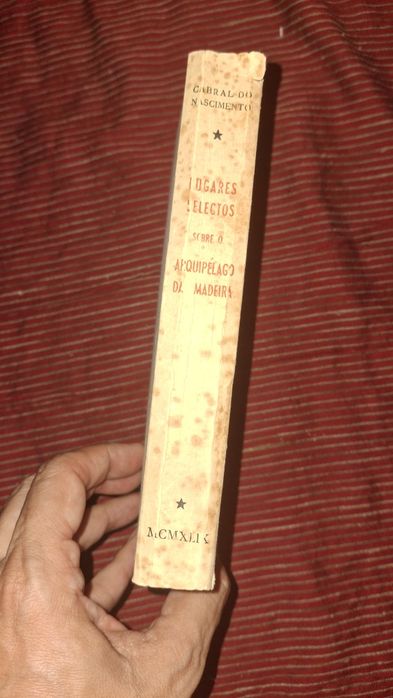 CABRAL DO
NASCIMENTO
LUGARES
SELECTOS
SOBRE O
ARQUIPÉLAGO
DA MADEIRA
MCMXLIX